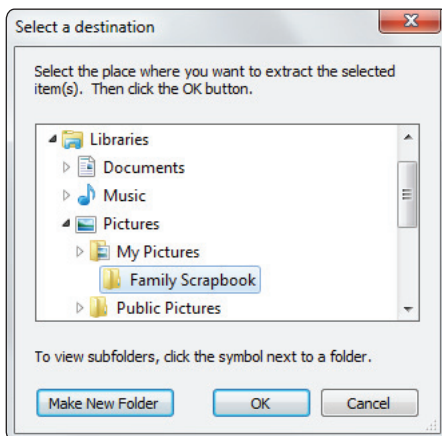 Select a destination
Select the place where you want to extract the selected
item(s). Then click the OK button.
Libraries
Documents
Music
Pictures
My Pictures
Family Scrapbook
Public Pictures
To view subfolders, click the symbol next to a folder.
Make New Folder OK Cancel